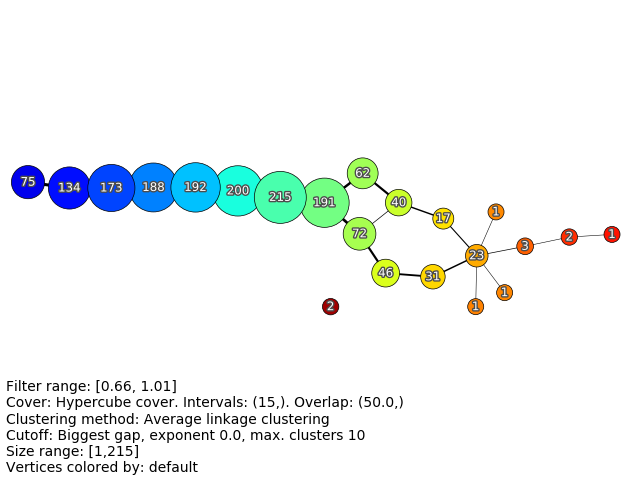 75 134 173 188 192 200 215 191 62 40 17 1
72 23 3 2 1
46 31 1 1
2
Filter range: [0.66, 1.01]
Cover: Hypercube cover. Intervals: (15,). Overlap: (50.0,)
Clustering method: Average linkage clustering
Cutoff: Biggest gap, exponent 0.0, max. clusters 10
Size range: [1,215]
Vertices colored by: default